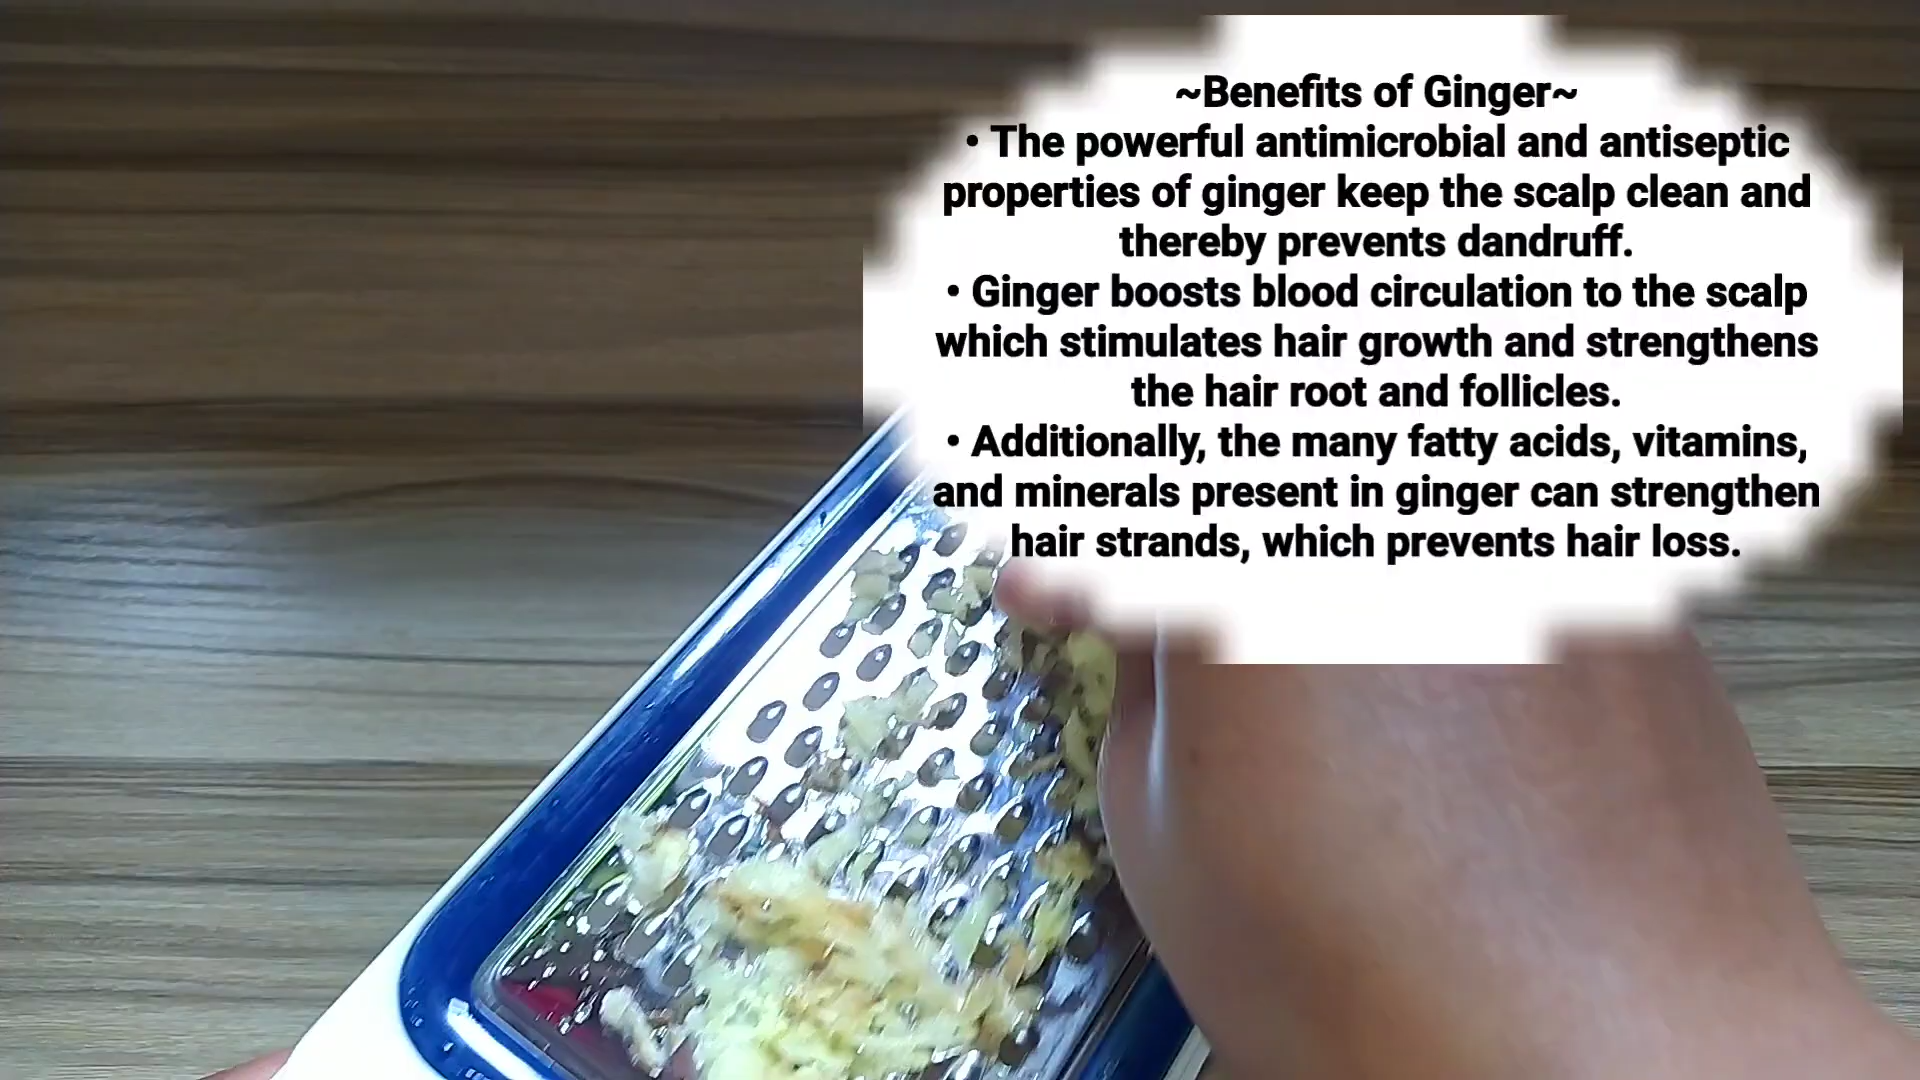 ~Benefits of Ginger~
• The powerful antimicrobial and antiseptic
properties of ginger keep the scalp clean and
thereby prevents dandruff.
• Ginger boosts blood circulation to the scalp
which stimulates hair growth and strengthens
the hair root and follicles.
• Additionally, the many fatty acids, vitamins,
and minerals present in ginger can strengthen
hair strands, which prevents hair loss.